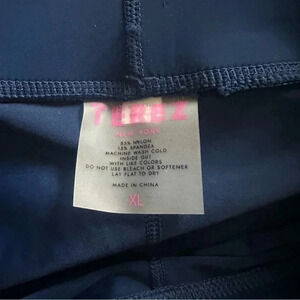 TEREZ
NEW YORK
85% NYLON
15% SPANDEX
MACHINE WASH COLD
INSIDE OUT
WITH LIKE COLORS
DO NOT USE BLEACH OR SOFTENER
LAY FLAT TO DRY
MADE IN CHINA
XL